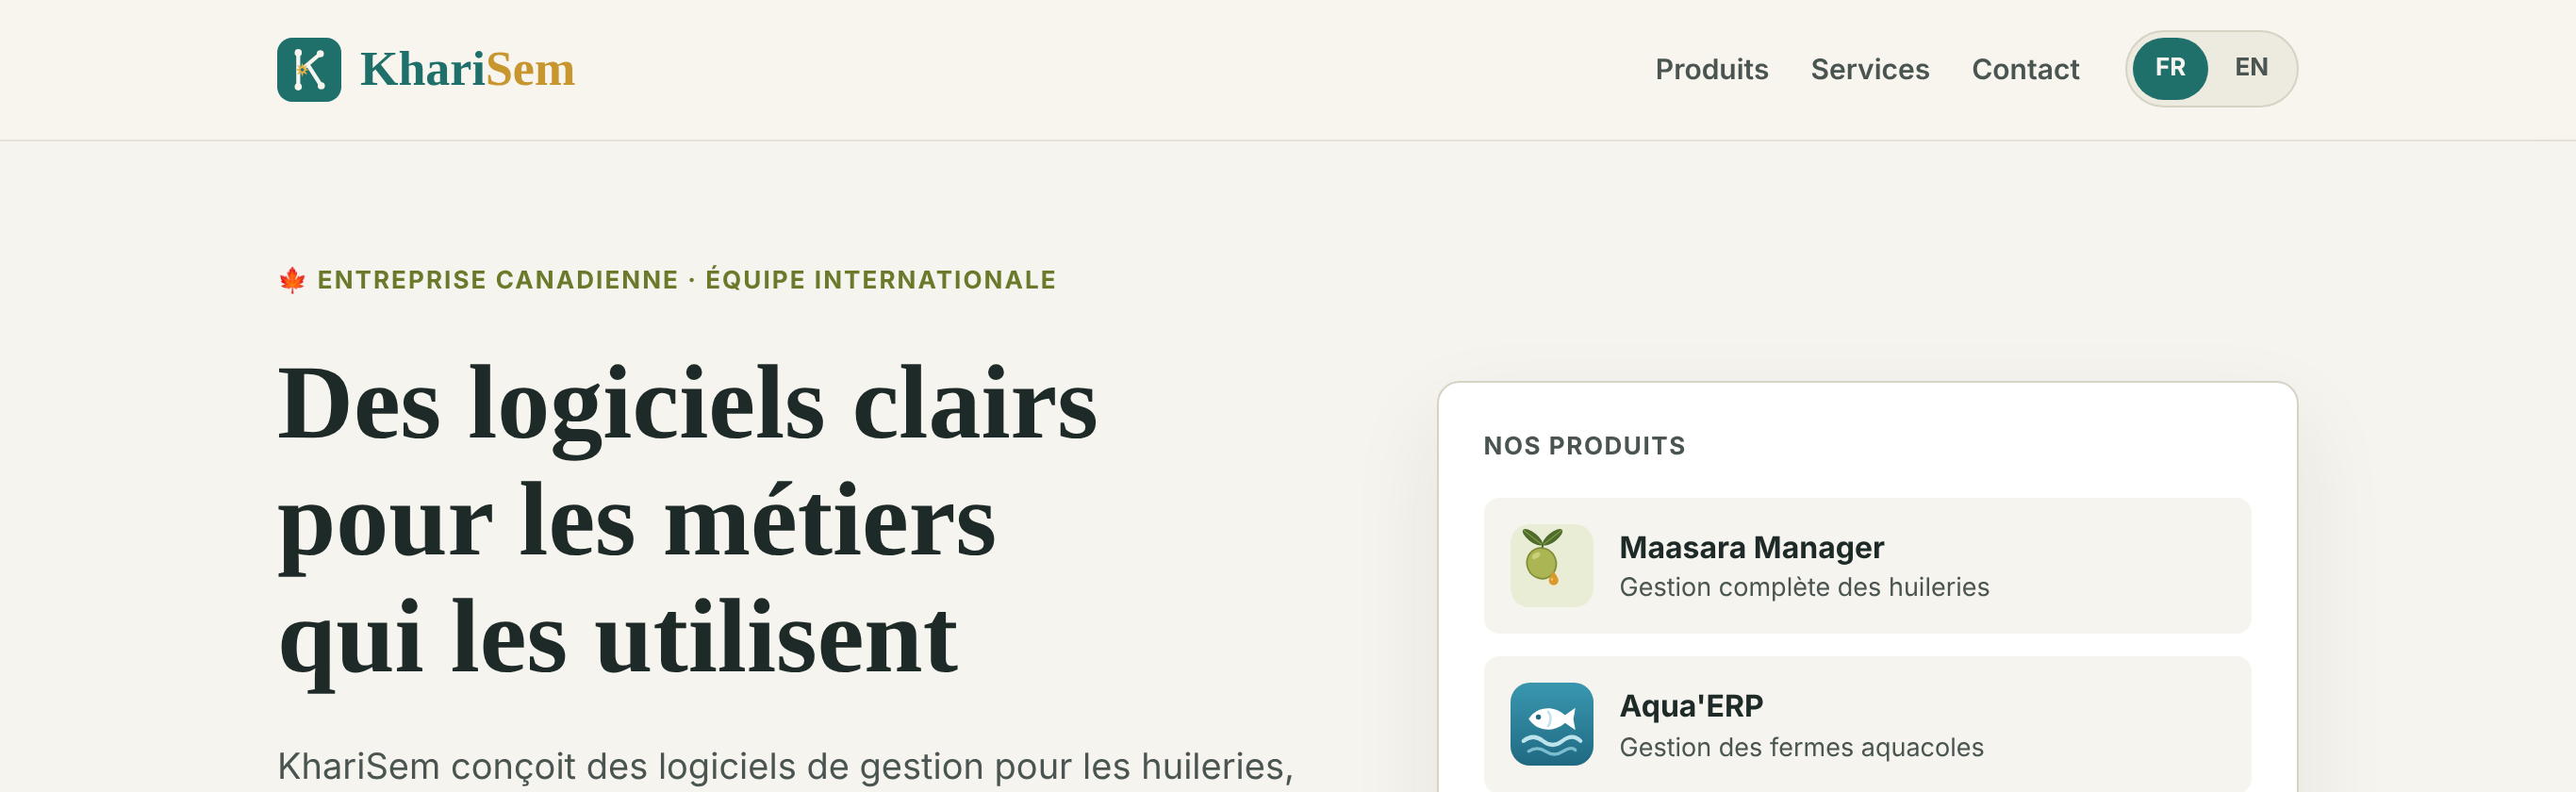 KhariSem
Produits
Services
Contact
FR
EN
🍁 ENTREPRISE CANADIENNE · ÉQUIPE INTERNATIONALE
Des logiciels clairs
pour les métiers
qui les utilisent
KhariSem conçoit des logiciels de gestion pour les huileries,
NOS PRODUITS
Maasara Manager
Gestion complète des huileries
Aqua'ERP
Gestion des fermes aquacoles